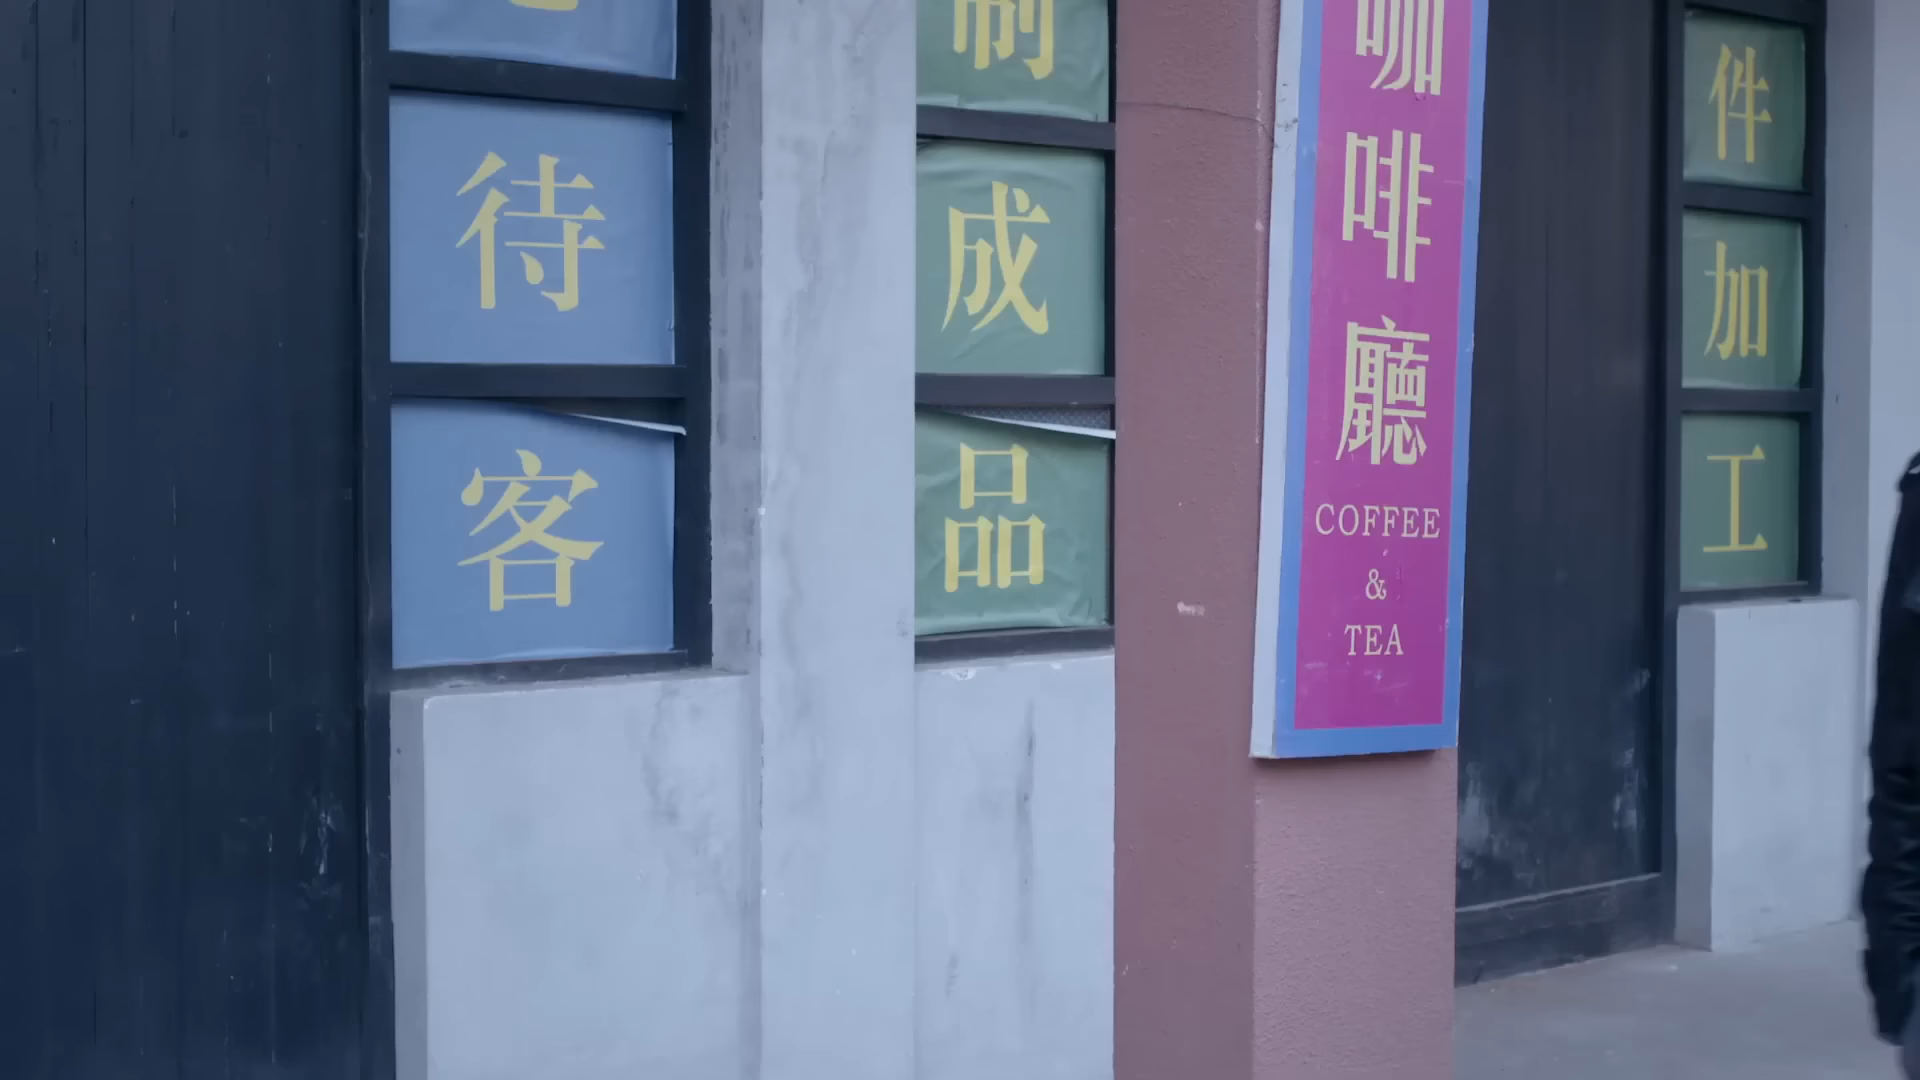 待
客
制
成
品
咖
啡
廳
COFFEE
&
TEA
件
加
工